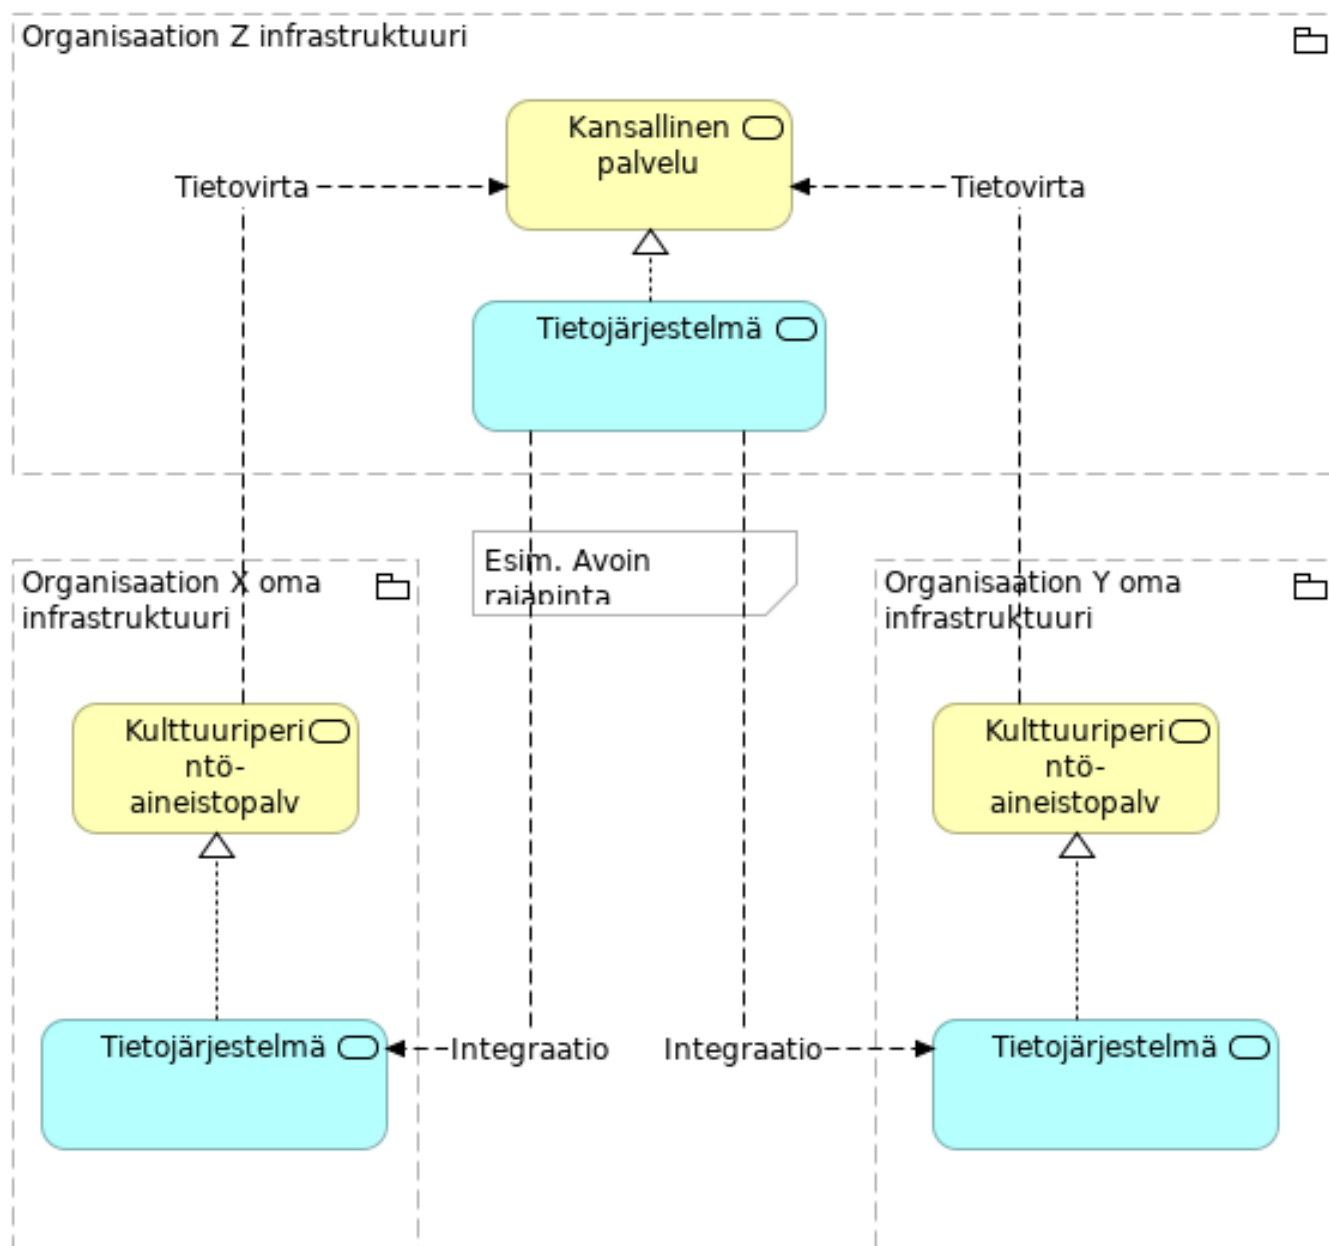 Organisaation Z infrastruktuuri
Kansallinen
palvelu
Tietovirta
Tietovirta
Tietojärjestelmä
Esim. Avoin
rajapinta
Organisaation X oma
infrastruktuuri
Organisaation Y oma
infrastruktuuri
Kulttuuriperi
ntö-
aineistopalv
Kulttuuriperi
ntö-
aineistopalv
Tietojärjestelmä
Integraatio
Integraatio
Tietojärjestelmä